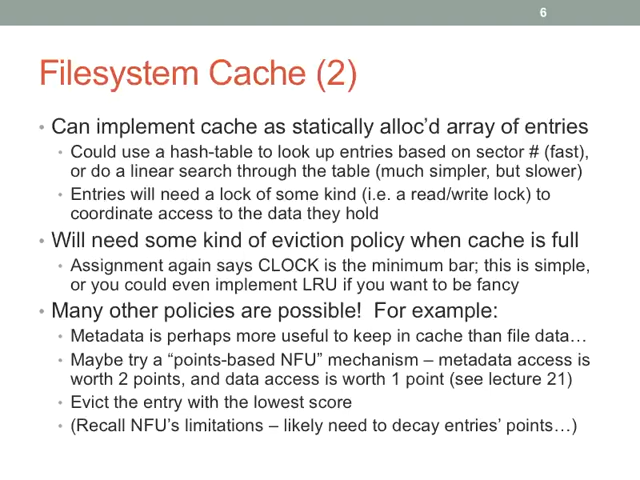 6
Filesystem Cache (2)
• Can implement cache as statically alloc’d array of entries
• Could use a hash-table to look up entries based on sector # (fast),
or do a linear search through the table (much simpler, but slower)
• Entries will need a lock of some kind (i.e. a read/write lock) to
coordinate access to the data they hold
• Will need some kind of eviction policy when cache is full
• Assignment again says CLOCK is the minimum bar; this is simple,
or you could even implement LRU if you want to be fancy
• Many other policies are possible!  For example:
• Metadata is perhaps more useful to keep in cache than file data…
• Maybe try a “points-based NFU” mechanism – metadata access is
worth 2 points, and data access is worth 1 point (see lecture 21)
• Evict the entry with the lowest score
• (Recall NFU’s limitations – likely need to decay entries’ points…)